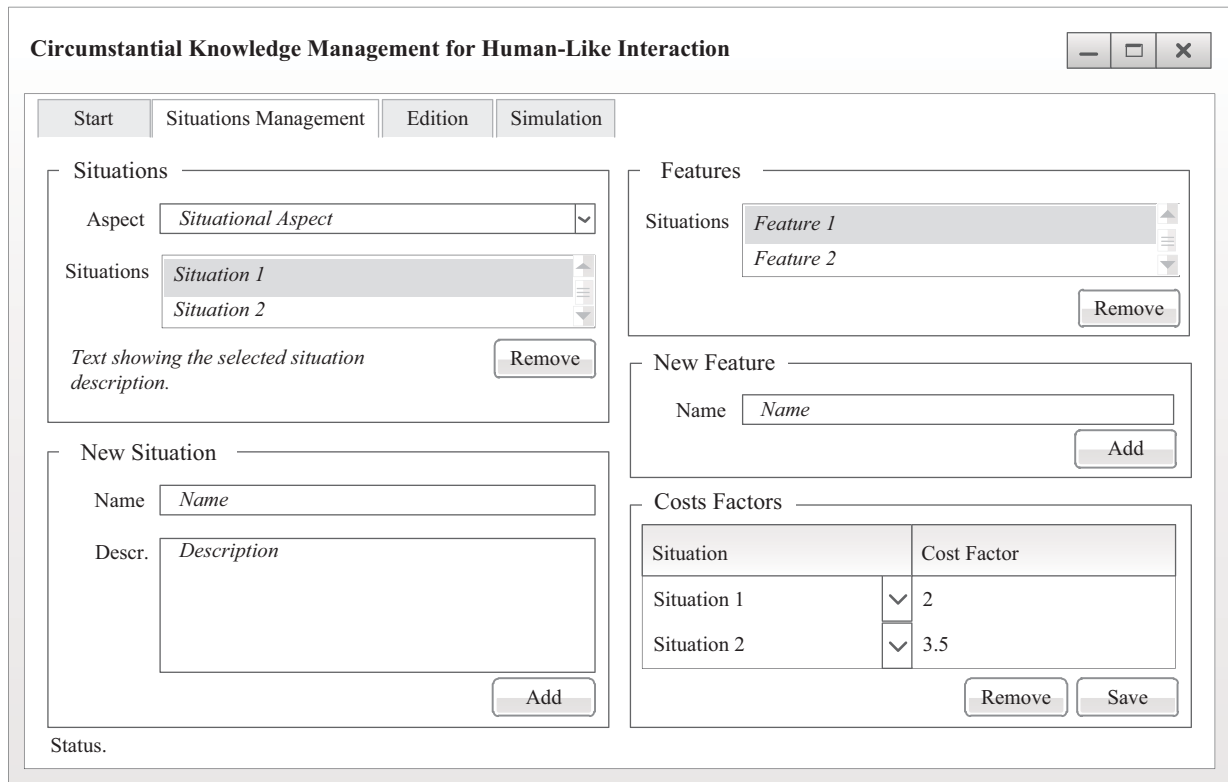 Circumstantial Knowledge Management for Human-Like Interaction
Start
Situations Management
Edition
Simulation
Situations
Aspect
Situational Aspect
Situations
Situation 1
Situation 2
Text showing the selected situation
description.
Remove
New Situation
Name
Name
Descr.
Description
Add
Features
Situations
Feature 1
Feature 2
Remove
New Feature
Name
Name
Add
Costs Factors
Situation Cost Factor
Situation 1 2
Situation 2 3.5
Remove
Save
Status.